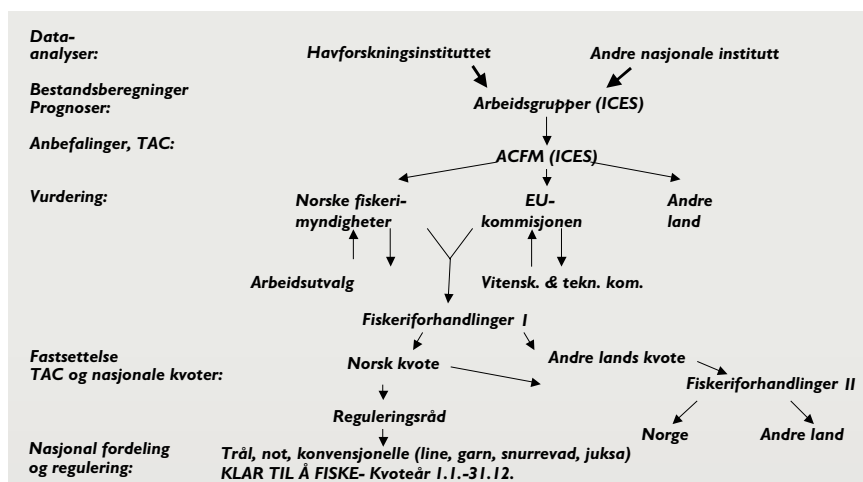 Data-
analyser:
Havforskningsinstituttet
Andre nasjonale institutt
Bestandsberegninger
Prognoser:
Arbeidsgrupper (ICES)
Anbefalinger, TAC:
ACFM (ICES)
Vurdering:
Norske fiskeri-
myndigheter
EU-
kommisjonen
Andre
land
Arbeidsutvalg
Vitensk. & tekn. kom.
Fiskeriforhandlinger I
Fastsettelse
TAC og nasjonale kvoter:
Norsk kvote
Andre lands kvote
Fiskeriforhandlinger II
Reguleringsråd
Norge
Andre land
Nasjonal fordeling
og regulering:
Trål, not, konvensjonelle (line, garn, snurrevad, juksa)
KLAR TIL Å FISKE- Kvoteår 1.1.-31.12.